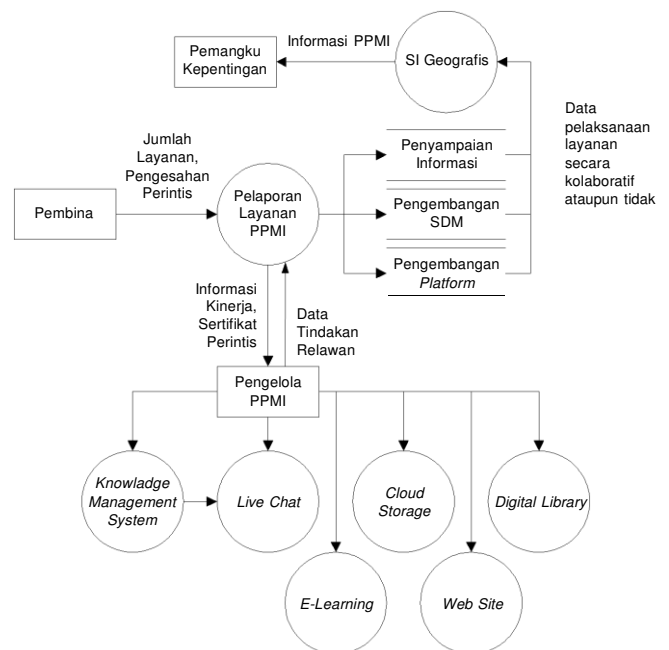 Informasi PPMI
Pemangku
Kepentingan
SI Geografis
Data
pelaksanaan
layanan
secara
kolaboratif
ataupun tidak
Jumlah
Layanan,
Pengesahan
Perintis
Pembina
Pelaporan
Layanan
PPMI
Penyampaian
Informasi
Pengembangan
SDM
Pengembangan
Platform
Informasi
Kinerja,
Sertifikat
Perintis
Data
Tindakan
Relawan
Pengelola
PPMI
Knowladge
Management
System
Live Chat
Cloud
Storage
Digital Library
E-Learning
Web Site